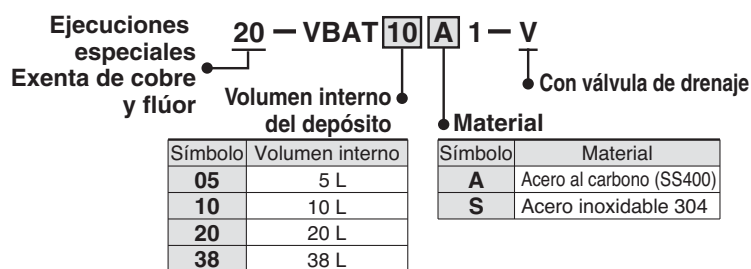 Ejecuciones
especiales
Exenta de cobre
y flúor
20 — VBAT 10 A 1 — V
Con válvula de drenaje
Volumen interno
del depósito
Material
Símbolo Volumen interno
05 5 L
10 10 L
20 20 L
38 38 L
Símbolo Material
A Acero al carbono (SS400)
S Acero inoxidable 304